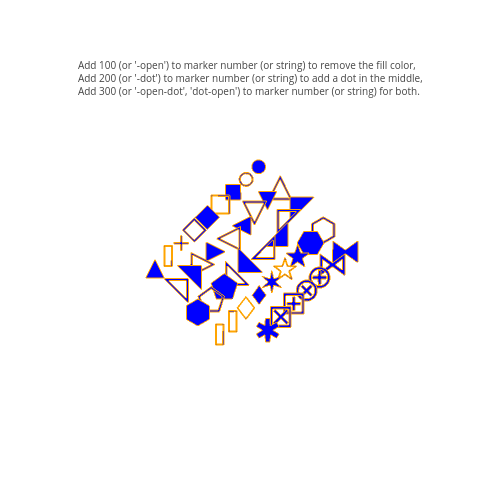 Add 100 (or '-open') to marker number (or string) to remove the fill color,
Add 200 (or '-dot') to marker number (or string) to add a dot in the middle,
Add 300 (or '-open-dot', 'dot-open') to marker number (or string) for both.